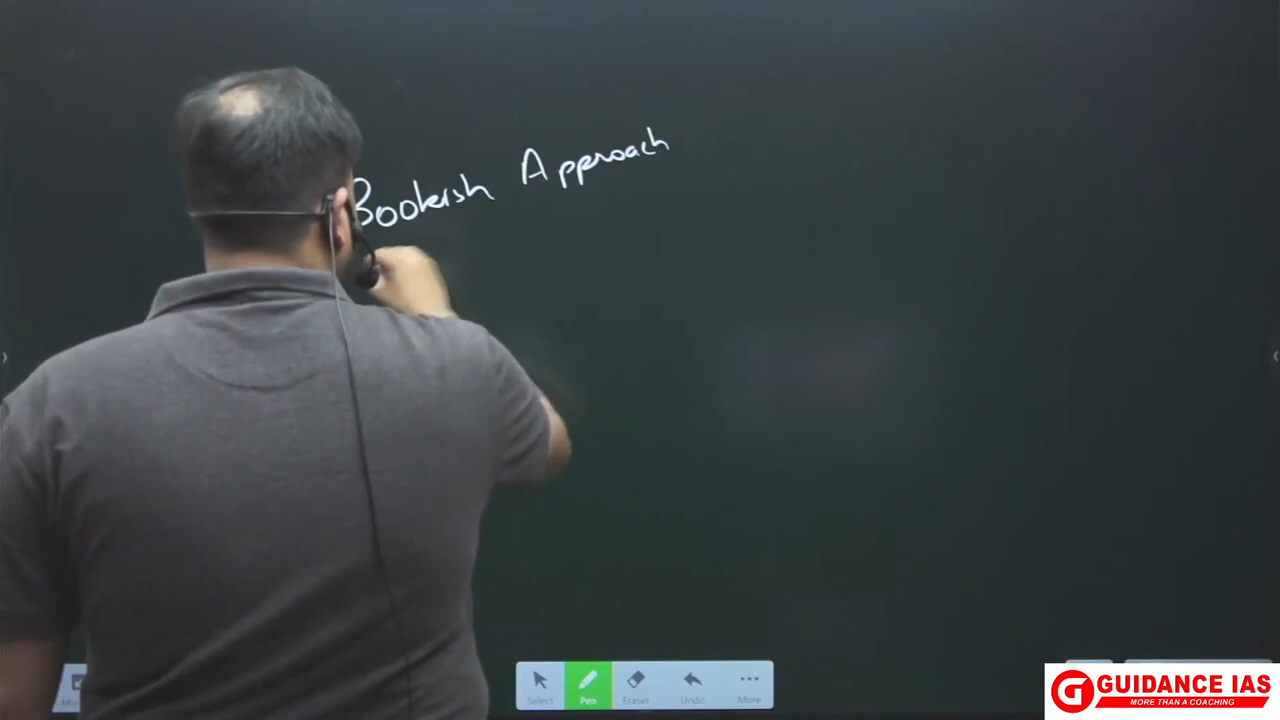 Bookish Approach
Select
Pen
Eraser
Undo
More
GUIDANCE IAS
MORE THAN A COACHING